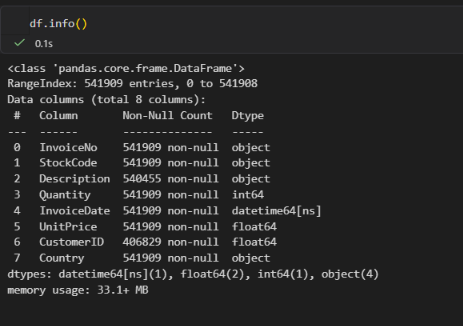 df.info()
✓ 0.1s
<class 'pandas.core.frame.DataFrame'>
RangeIndex: 541909 entries, 0 to 541908
Data columns (total 8 columns):
 #   Column       Non-Null Count   Dtype
---  ------       --------------   -----
 0   InvoiceNo    541909 non-null  object
 1   StockCode    541909 non-null  object
 2   Description  540455 non-null  object
 3   Quantity     541909 non-null  int64
 4   InvoiceDate  541909 non-null  datetime64[ns]
 5   UnitPrice    541909 non-null  float64
 6   CustomerID   406829 non-null  float64
 7   Country      541909 non-null  object
dtypes: datetime64[ns](1), float64(2), int64(1), object(4)
memory usage: 33.1+ MB